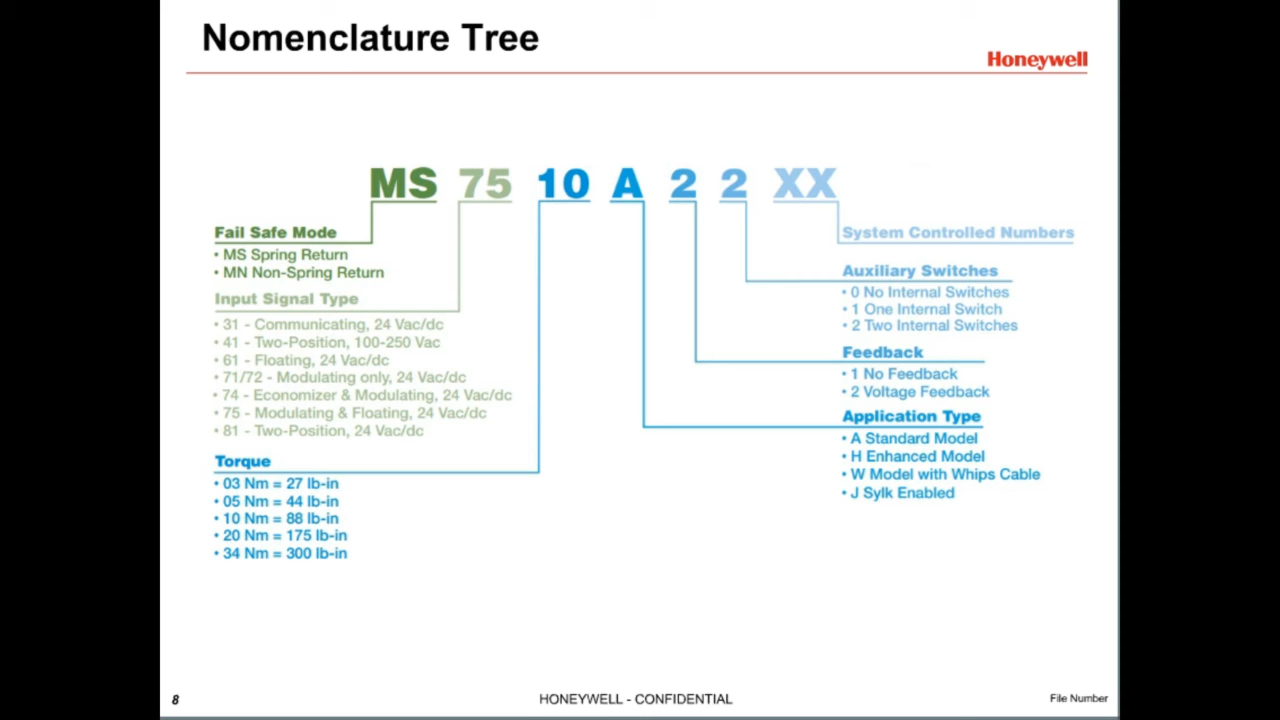 Nomenclature Tree
Honeywell
MS 75 10 A 2 2 XX
Fail Safe Mode
• MS Spring Return
• MN Non-Spring Return
Input Signal Type
• 31 - Communicating, 24 Vac/dc
• 41 - Two-Position, 100-250 Vac
• 61 - Floating, 24 Vac/dc
• 71/72 - Modulating only, 24 Vac/dc
• 74 - Economizer & Modulating, 24 Vac/dc
• 75 - Modulating & Floating, 24 Vac/dc
• 81 - Two-Position, 24 Vac/dc
Torque
• 03 Nm = 27 lb-in
• 05 Nm = 44 lb-in
• 10 Nm = 88 lb-in
• 20 Nm = 175 lb-in
• 34 Nm = 300 lb-in
System Controlled Numbers
Auxiliary Switches
• 0 No Internal Switches
• 1 One Internal Switch
• 2 Two Internal Switches
Feedback
• 1 No Feedback
• 2 Voltage Feedback
Application Type
• A Standard Model
• H Enhanced Model
• W Model with Whips Cable
• J Sylk Enabled
8
HONEYWELL - CONFIDENTIAL
File Number